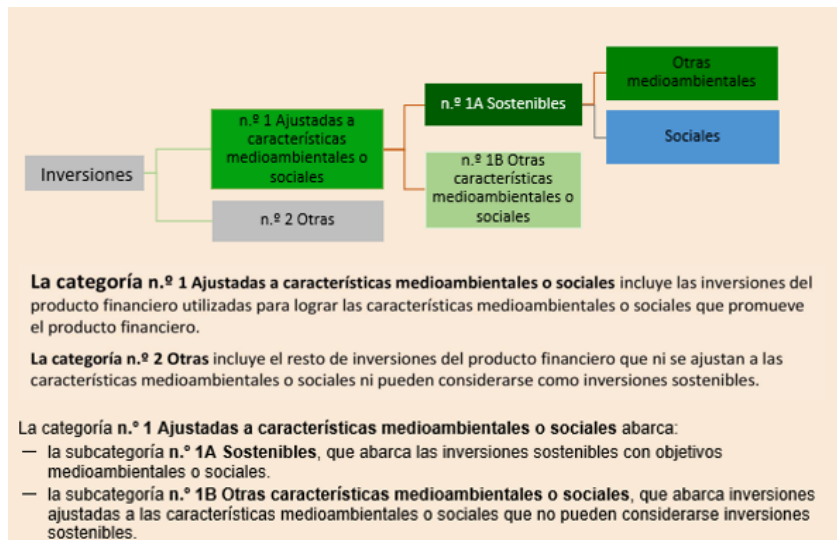 Otras
medioambientales
n.º 1A Sostenibles
n.º 1 Ajustadas a
características
medioambientales o
sociales
Sociales
Inversiones
n.º 1B Otras
características
medioambientales o
sociales
n.º 2 Otras
La categoría n.º 1 Ajustadas a características medioambientales o sociales incluye las inversiones del
producto financiero utilizadas para lograr las características medioambientales o sociales que promueve
el producto financiero.
La categoría n.º 2 Otras incluye el resto de inversiones del producto financiero que ni se ajustan a las
características medioambientales o sociales ni pueden considerarse como inversiones sostenibles.
La categoría n.º 1 Ajustadas a características medioambientales o sociales abarca:
— la subcategoría n.º 1A Sostenibles, que abarca las inversiones sostenibles con objetivos
medioambientales o sociales.
— la subcategoría n.º 1B Otras características medioambientales o sociales, que abarca inversiones
ajustadas a las características medioambientales o sociales que no pueden considerarse inversiones
sostenibles.